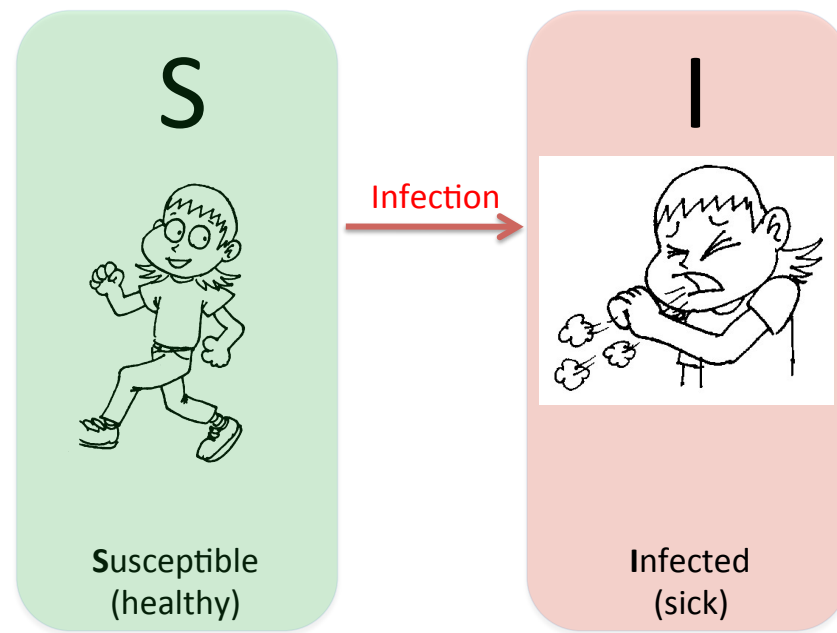 S
Infection
I
Susceptible
(healthy)
Infected
(sick)